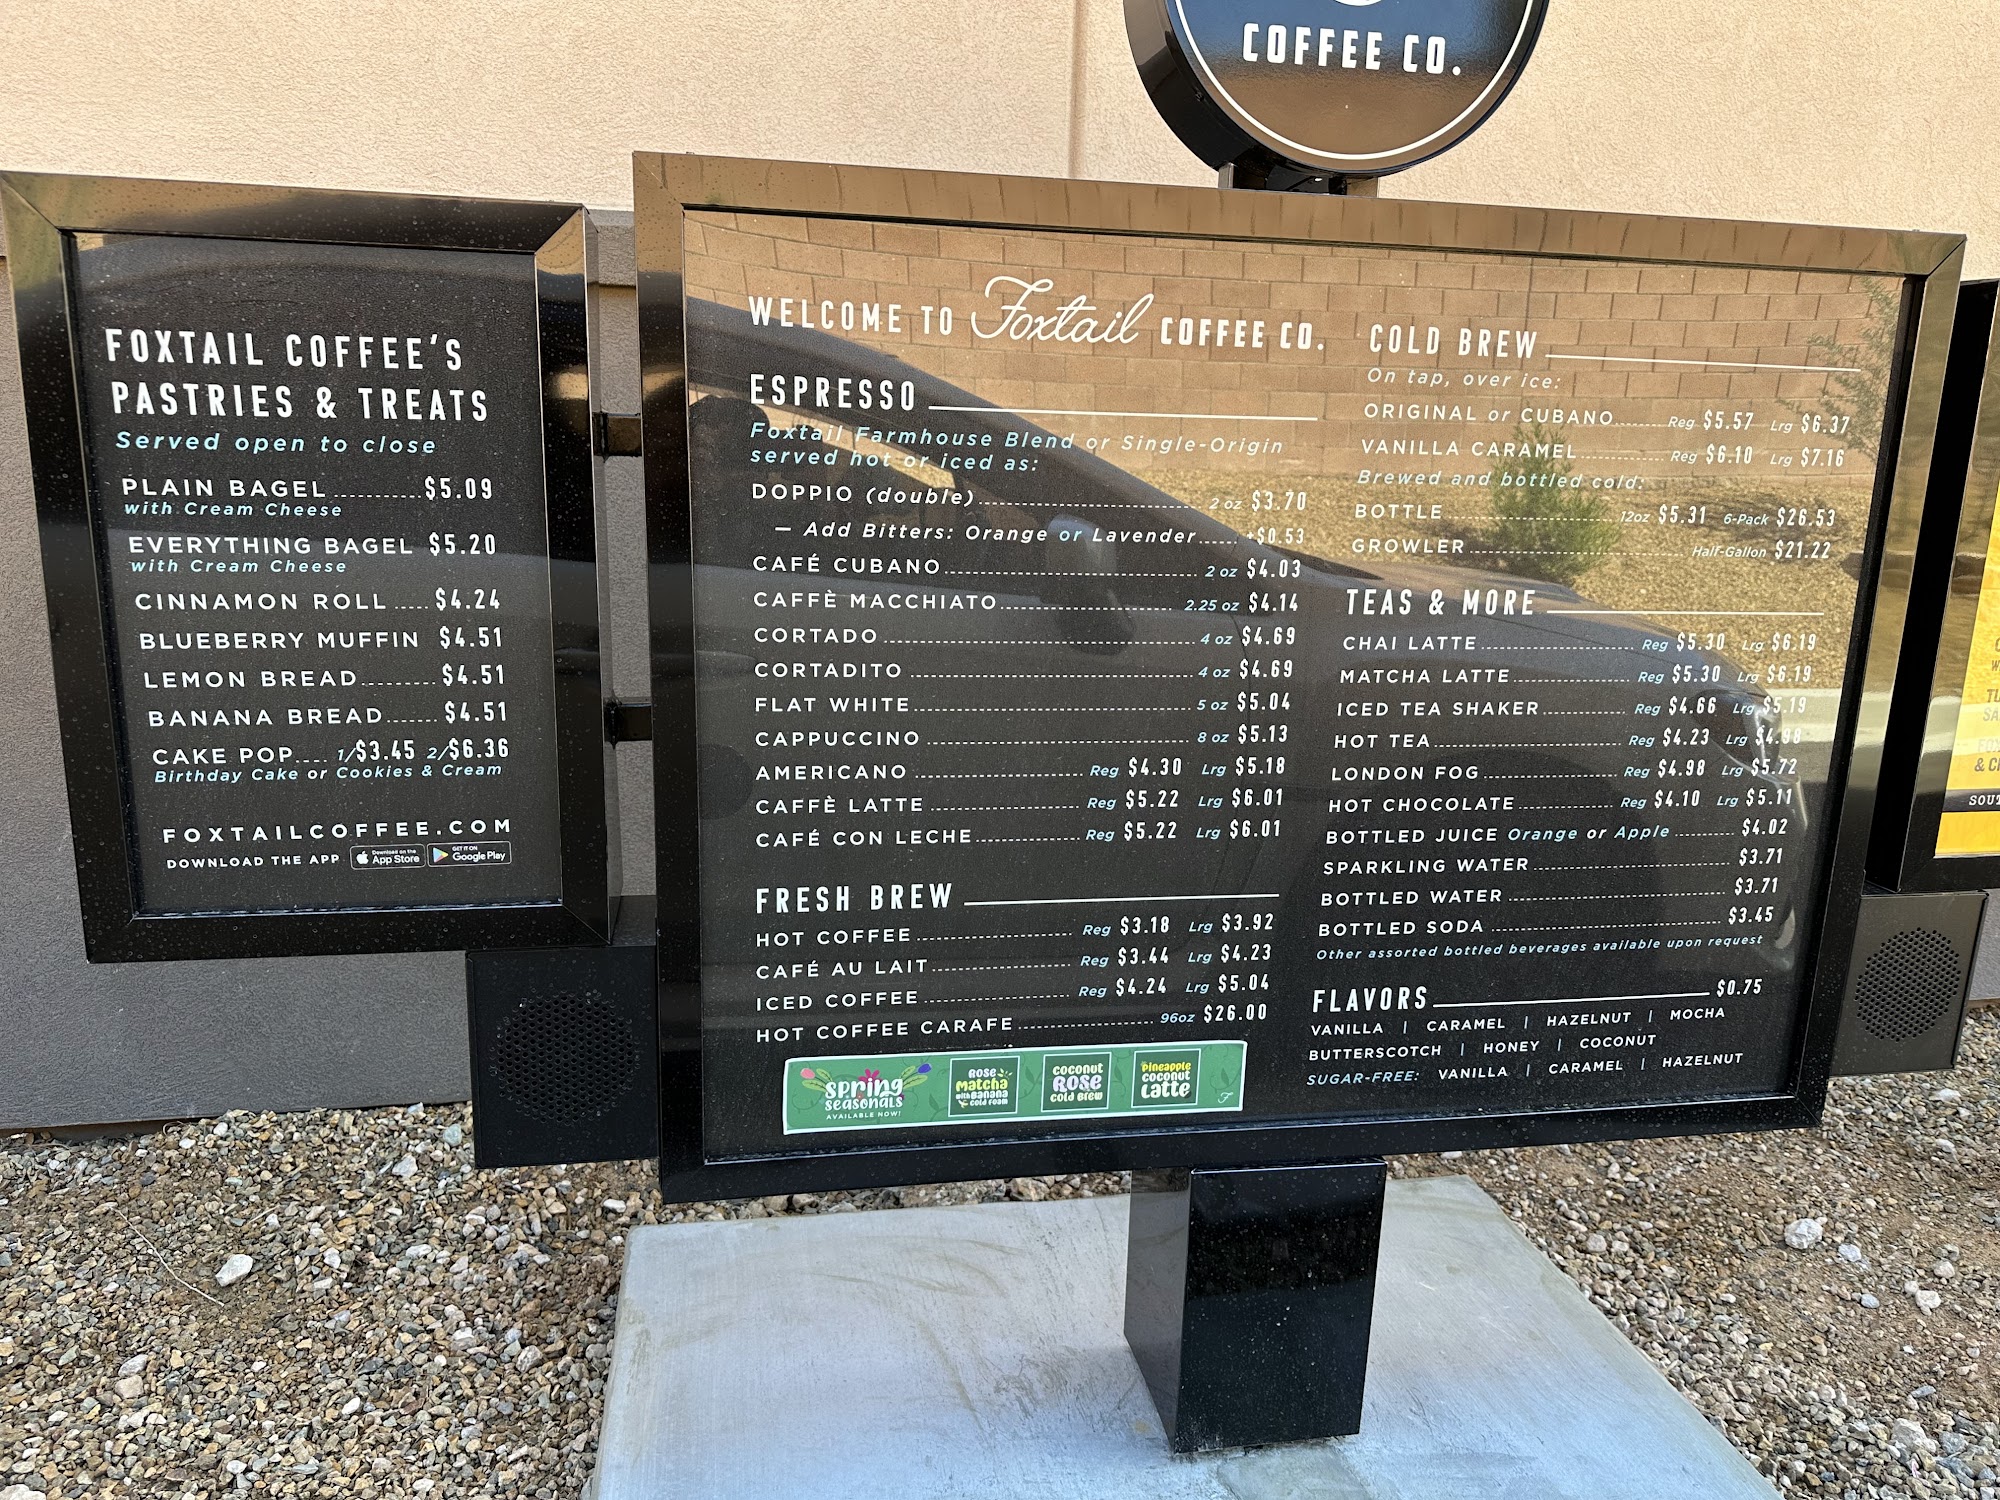 COFFEE CO.
FOXTAIL COFFEE'S
PASTRIES & TREATS
Served open to close
PLAIN BAGEL $5.09
with Cream Cheese
EVERYTHING BAGEL $5.20
with Cream Cheese
CINNAMON ROLL $4.24
BLUEBERRY MUFFIN $4.51
LEMON BREAD $4.51
BANANA BREAD $4.51
CAKE POP 1/$3.45 2/$6.36
Birthday Cake or Cookies & Cream
FOXTAILCOFFEE.COM
DOWNLOAD THE APP Download on the App Store GET IT ON Google Play
WELCOME TO Foxtail COFFEE CO.
ESPRESSO
Foxtail Farmhouse Blend or Single-Origin
served hot or iced as:
DOPPIO (double) 2 oz $3.70
— Add Bitters: Orange or Lavender +$0.53
CAFÉ CUBANO 2 oz $4.03
CAFFÈ MACCHIATO 2.25 oz $4.14
CORTADO 4 oz $4.69
CORTADITO 4 oz $4.69
FLAT WHITE 5 oz $5.04
CAPPUCCINO 8 oz $5.13
AMERICANO Reg $4.30 Lrg $5.18
CAFFÈ LATTE Reg $5.22 Lrg $6.01
CAFÉ CON LECHE Reg $5.22 Lrg $6.01
FRESH BREW
HOT COFFEE Reg $3.18 Lrg $3.92
CAFÉ AU LAIT Reg $3.44 Lrg $4.23
ICED COFFEE Reg $4.24 Lrg $5.04
HOT COFFEE CARAFE 96oz $26.00
spring
seasonals
AVAILABLE NOW!
ROSE
Matcha
with Banana
cold foam
coconut
ROSE
cold brew
pineapple
coconut
latte
COLD BREW
On tap, over ice:
ORIGINAL or CUBANO Reg $5.57 Lrg $6.37
VANILLA CARAMEL Reg $6.10 Lrg $7.16
Brewed and bottled cold:
BOTTLE 12oz $5.31 6-Pack $26.53
GROWLER Half-Gallon $21.22
TEAS & MORE
CHAI LATTE Reg $5.30 Lrg $6.19
MATCHA LATTE Reg $5.30 Lrg $6.19
ICED TEA SHAKER Reg $4.66 Lrg $5.19
HOT TEA Reg $4.23 Lrg $4.98
LONDON FOG Reg $4.98 Lrg $5.72
HOT CHOCOLATE Reg $4.10 Lrg $5.11
BOTTLED JUICE Orange or Apple $4.02
SPARKLING WATER $3.71
BOTTLED WATER $3.71
BOTTLED SODA $3.45
Other assorted bottled beverages available upon request
FLAVORS $0.75
VANILLA | CARAMEL | HAZELNUT | MOCHA
BUTTERSCOTCH | HONEY | COCONUT
SUGAR-FREE: VANILLA | CARAMEL | HAZELNUT